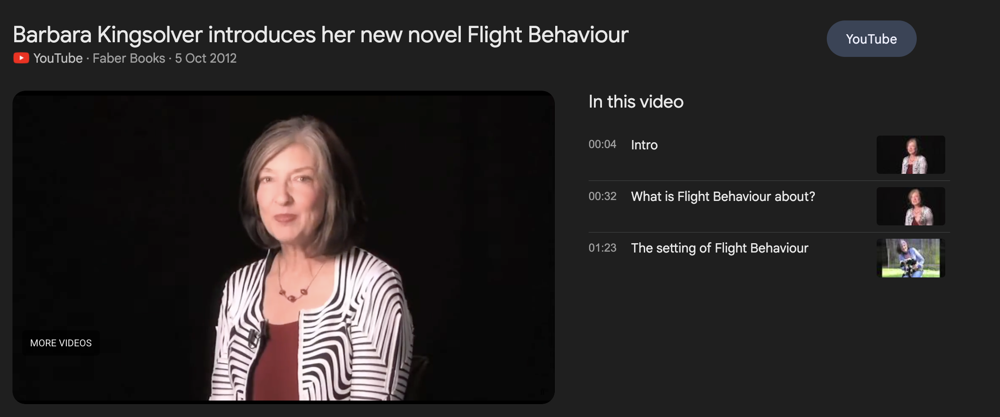 Barbara Kingsolver introduces her new novel Flight Behaviour
YouTube
YouTube · Faber Books · 5 Oct 2012
MORE VIDEOS
In this video
00:04 Intro
00:32 What is Flight Behaviour about?
01:23 The setting of Flight Behaviour